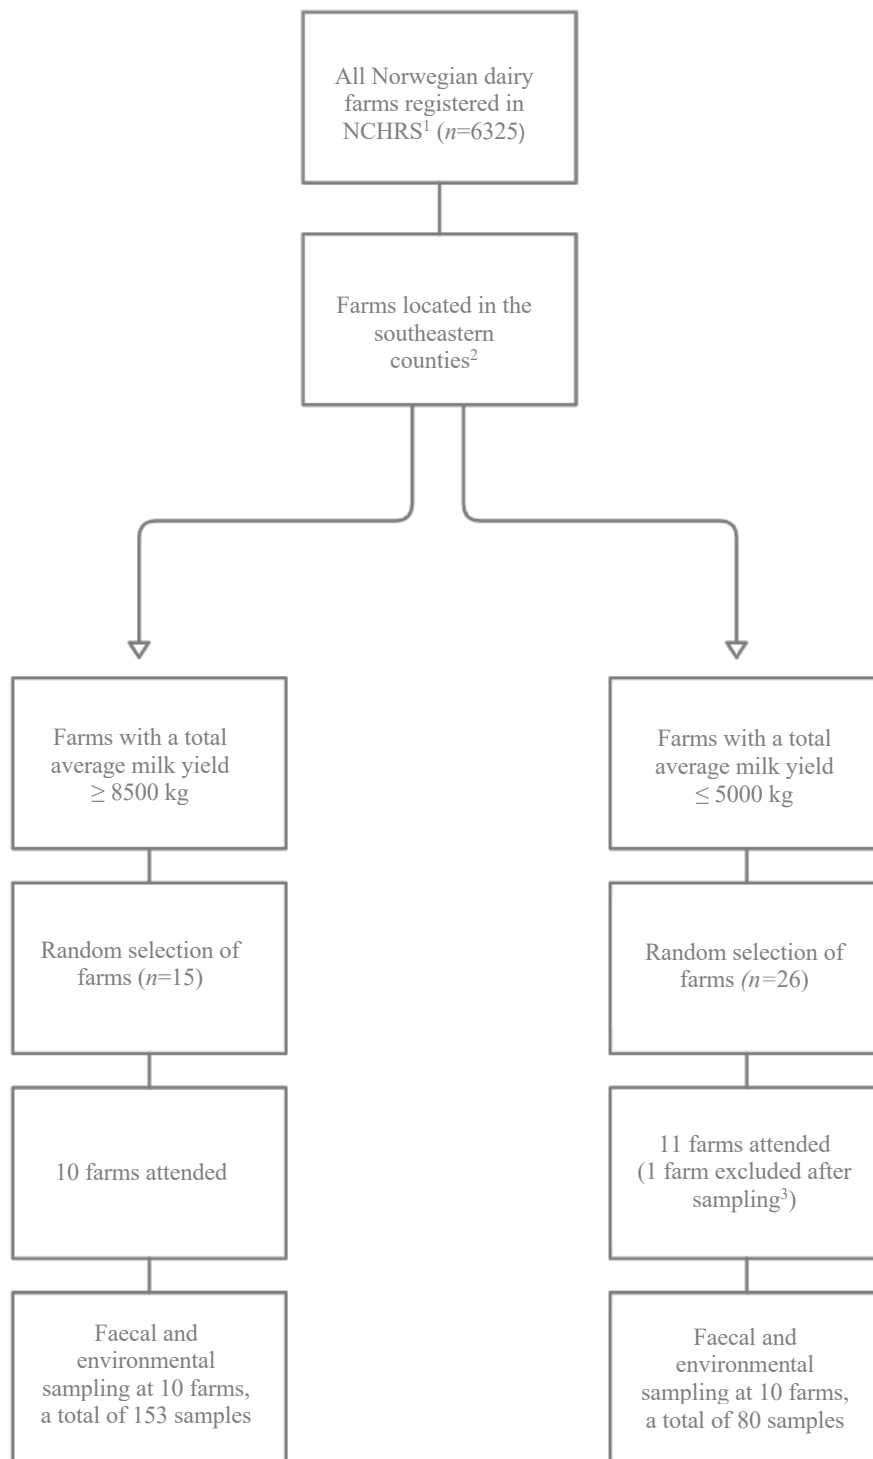 All Norwegian dairy
farms registered in
NCHRS¹ (n=6325)
Farms located in the
southeastern
counties²
Farms with a total
average milk yield
≥ 8500 kg
Random selection of
farms (n=15)
10 farms attended
Faecal and
environmental
sampling at 10 farms,
a total of 153 samples
Farms with a total
average milk yield
≤ 5000 kg
Random selection of
farms (n=26)
11 farms attended
(1 farm excluded after
sampling³)
Faecal and
environmental
sampling at 10 farms,
a total of 80 samples